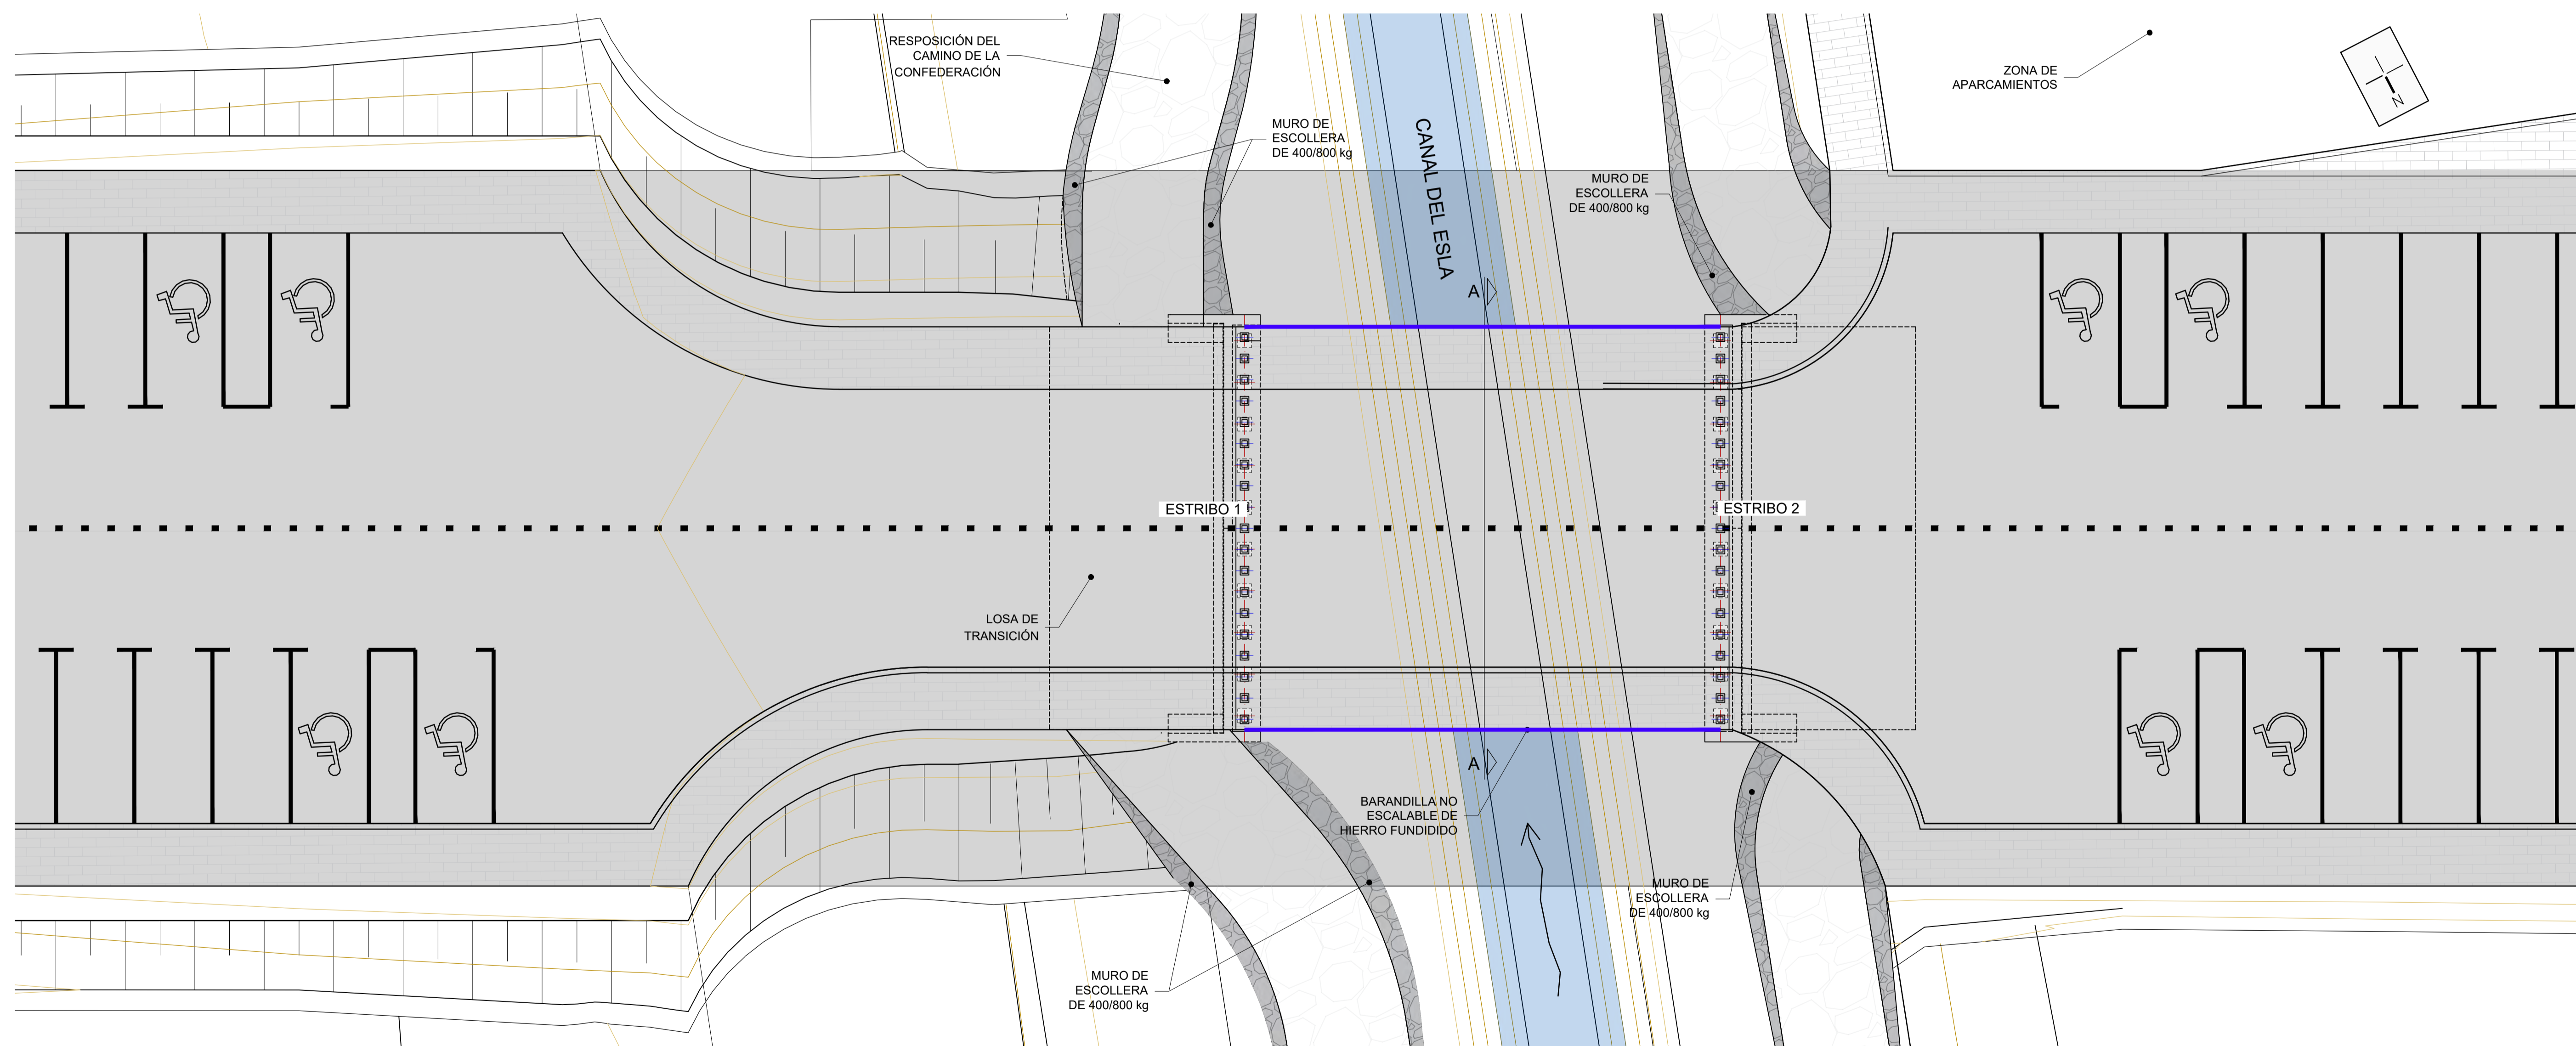 RESPOSICIÓN DEL
CAMINO DE LA
CONFEDERACIÓN
ZONA DE
APARCAMIENTOS
N
MURO DE
ESCOLLERA
DE 400/800 kg
CANAL DEL ESLA
MURO DE
ESCOLLERA
DE 400/800 kg
A
ESTRIBO 1
ESTRIBO 2
LOSA DE
TRANSICIÓN
A
BARANDILLA NO
ESCALABLE DE
HIERRO FUNDIDIDO
MURO DE
ESCOLLERA
DE 400/800 kg
MURO DE
ESCOLLERA
DE 400/800 kg